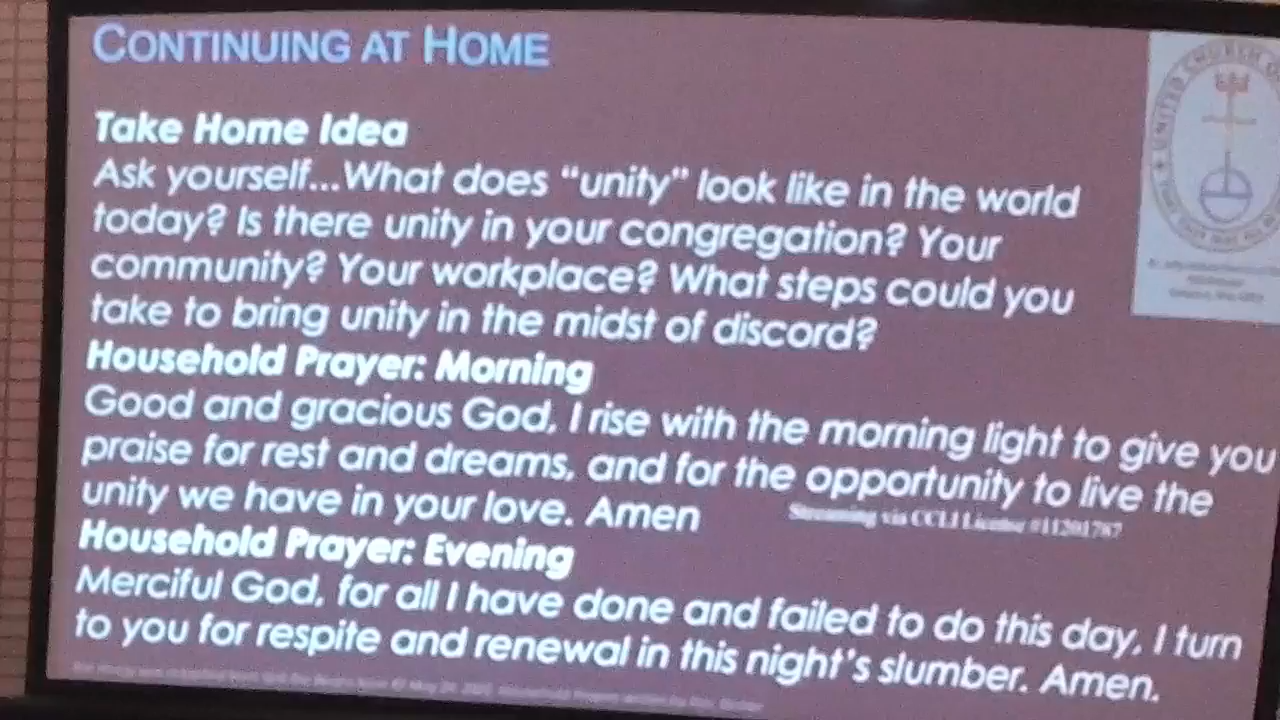 CONTINUING AT HOME
Take Home Idea
Ask yourself...What does “unity” look like in the world
today? Is there unity in your congregation? Your
community? Your workplace? What steps could you
take to bring unity in the midst of discord?
Household Prayer: Morning
Good and gracious God, I rise with the morning light to give you
praise for rest and dreams, and for the opportunity to live the
unity we have in your love. Amen
Streaming via CCLI License #11201787
Household Prayer: Evening
Merciful God, for all I have done and failed to do this day, I turn
to you for respite and renewal in this night's slumber. Amen.
UNITED CHURCH OF